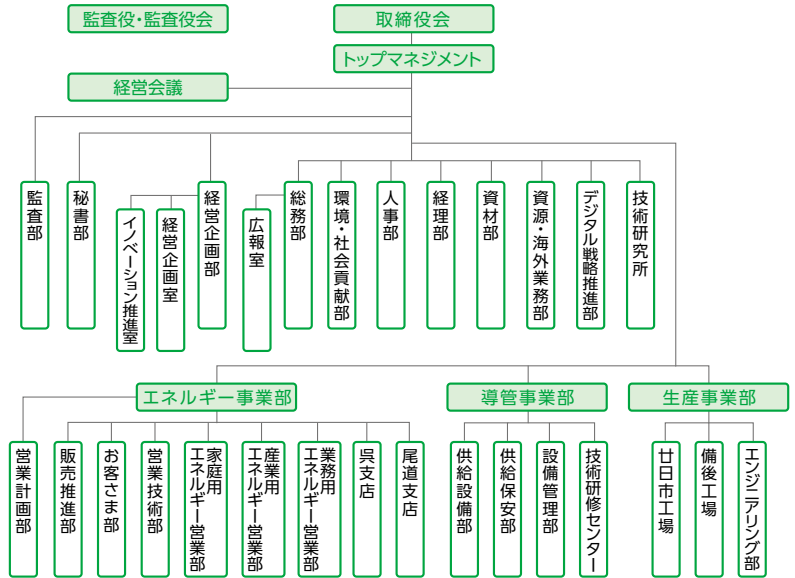 監査役・監査役会
取締役会
トップマネジメント
経営会議
監査部
秘書部
イノベーション推進室
経営企画室
経営企画部
広報室
総務部
環境・社会貢献部
人事部
経理部
資材部
資源・海外業務部
デジタル戦略推進部
技術研究所
エネルギー事業部
導管事業部
生産事業部
営業計画部
販売推進部
お客さま部
営業技術部
家庭用
エネルギー営業部
産業用
エネルギー営業部
業務用
エネルギー営業部
呉支店
尾道支店
供給設備部
供給保安部
設備管理部
技術研修センター
廿日市工場
備後工場
エンジニアリング部